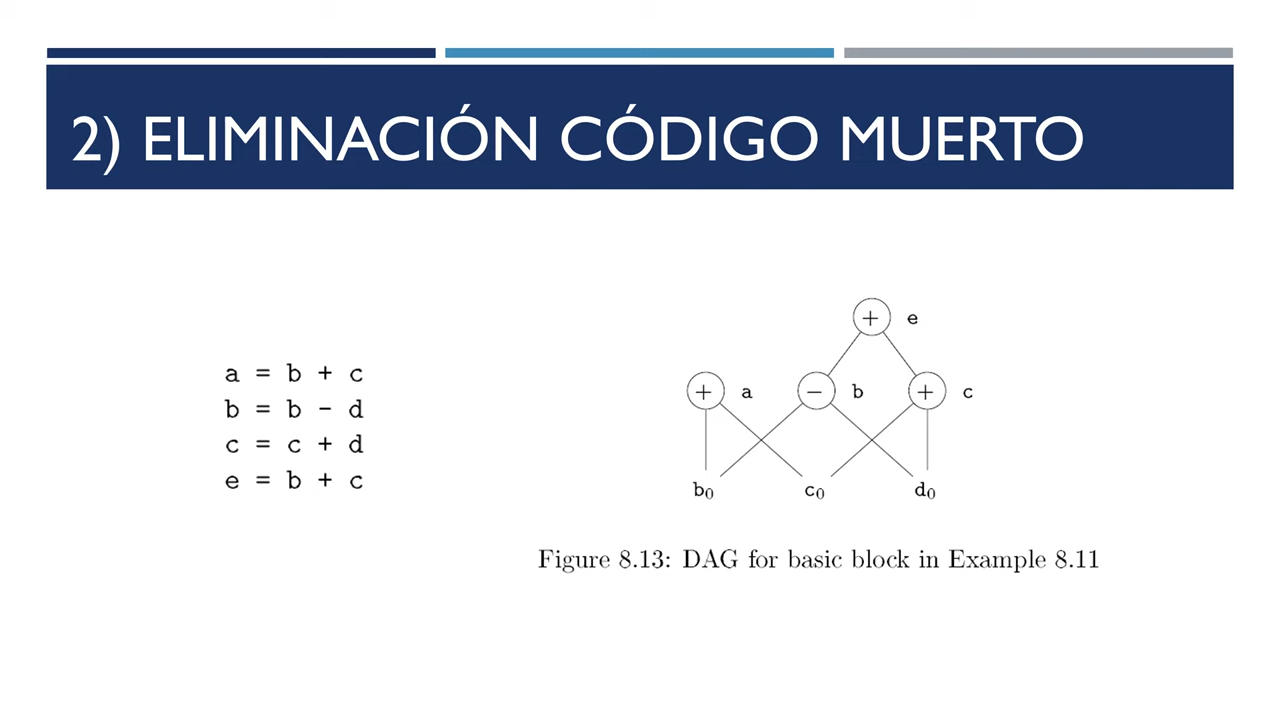 2) ELIMINACIÓN CÓDIGO MUERTO
a = b + c
b = b - d
c = c + d
e = b + c
+ e
+ a − b + c
b₀ c₀ d₀
Figure 8.13: DAG for basic block in Example 8.11